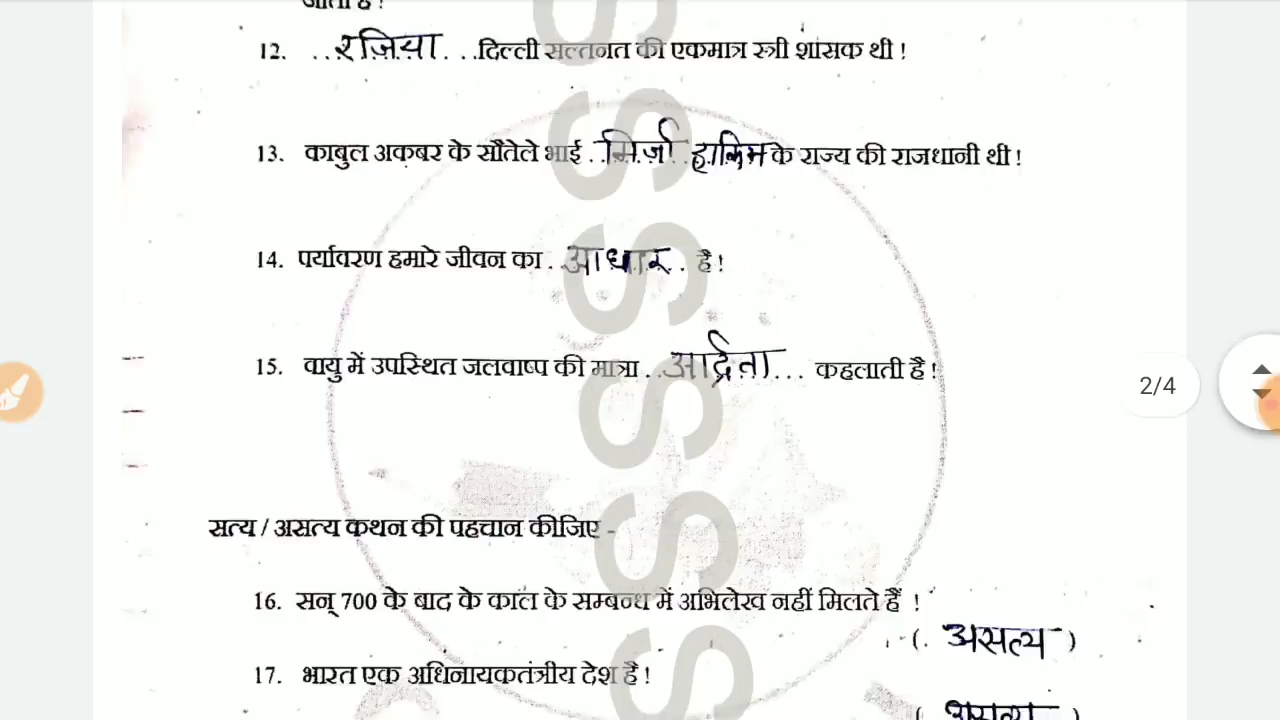 जाता है !
12. ..रजिया...दिल्ली सल्तनत की एकमात्र स्त्री शासक थी !
13. काबुल अकबर के सौतेले भाई ..मिर्जा हाकिम के राज्य की राजधानी थी !
14. पर्यावरण हमारे जीवन का ..आधार.. है !
15. वायु में उपस्थित जलवाष्प की मात्रा ..आर्द्रता... कहलाती है !
2/4
सत्य / असत्य कथन की पहचान कीजिए -
16. सन् 700 के बाद के काल के सम्बन्ध में अभिलेख नहीं मिलते हैं !
( असत्य )
17. भारत एक अधिनायकतंत्रीय देश है !
( असत्य )
SSSSSSS